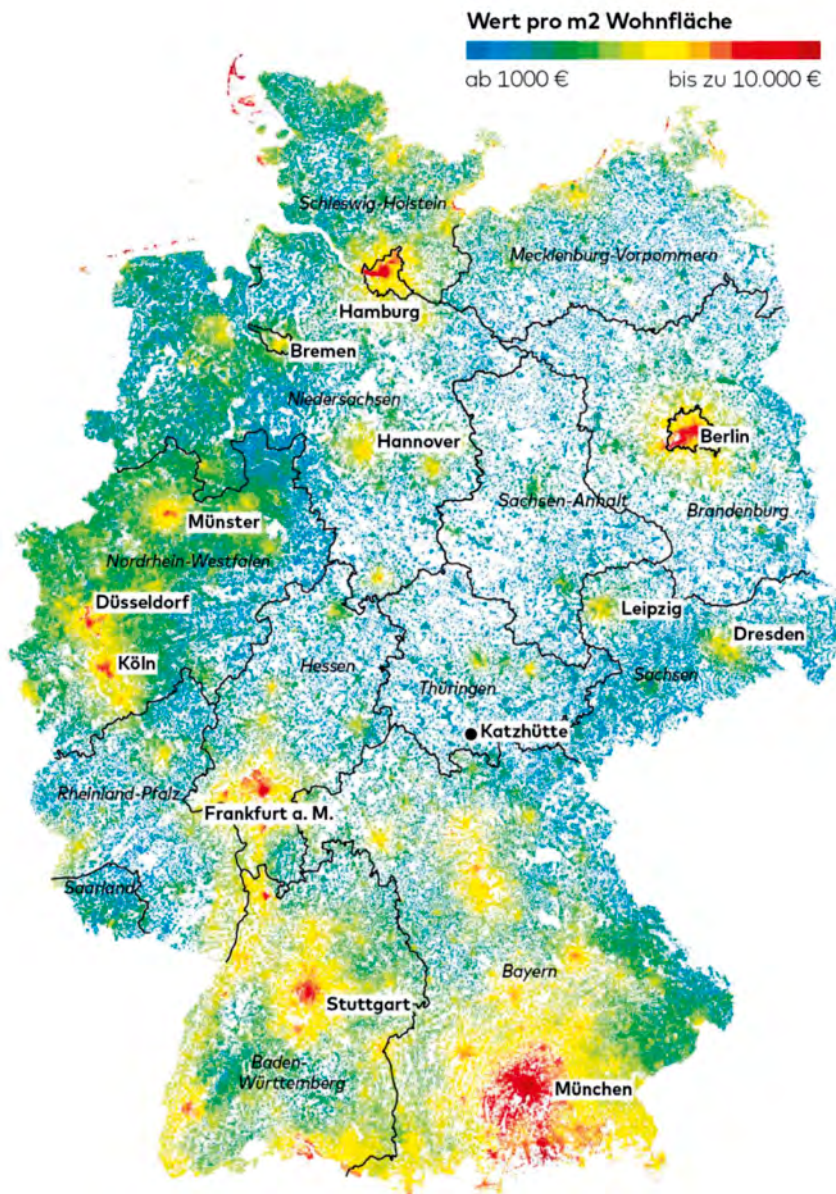 Wert pro m2 Wohnfläche
ab 1000 €
bis zu 10.000 €
Schleswig-Holstein
Mecklenburg-Vorpommern
Hamburg
Bremen
Niedersachsen
Hannover
Berlin
Sachsen-Anhalt
Brandenburg
Münster
Nordrhein-Westfalen
Düsseldorf
Leipzig
Dresden
Köln
Hessen
Thüringen
Sachsen
Katzhütte
Rheinland-Pfalz
Frankfurt a. M.
Saarland
Bayern
Stuttgart
Baden-
Württemberg
München